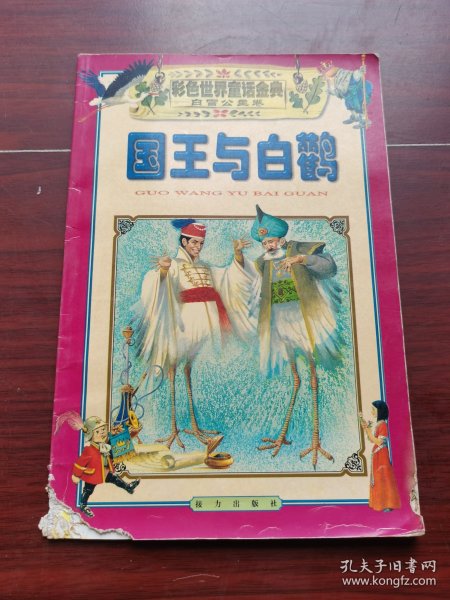 彩色世界童话金典
白雪公主卷
国王与白鹳
GUO WANG YU BAI GUAN
接力出版社
孔夫子旧书网
www.kongfz.com